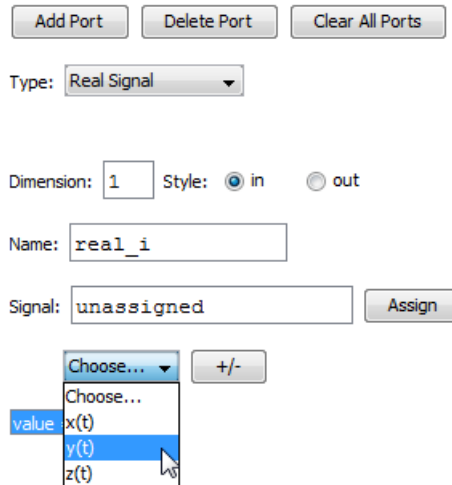 Add Port Delete Port Clear All Ports
Type: Real Signal
Dimension: 1 Style: in out
Name: real_i
Signal: unassigned Assign
Choose... +/-
Choose...
value x(t)
y(t)
z(t)